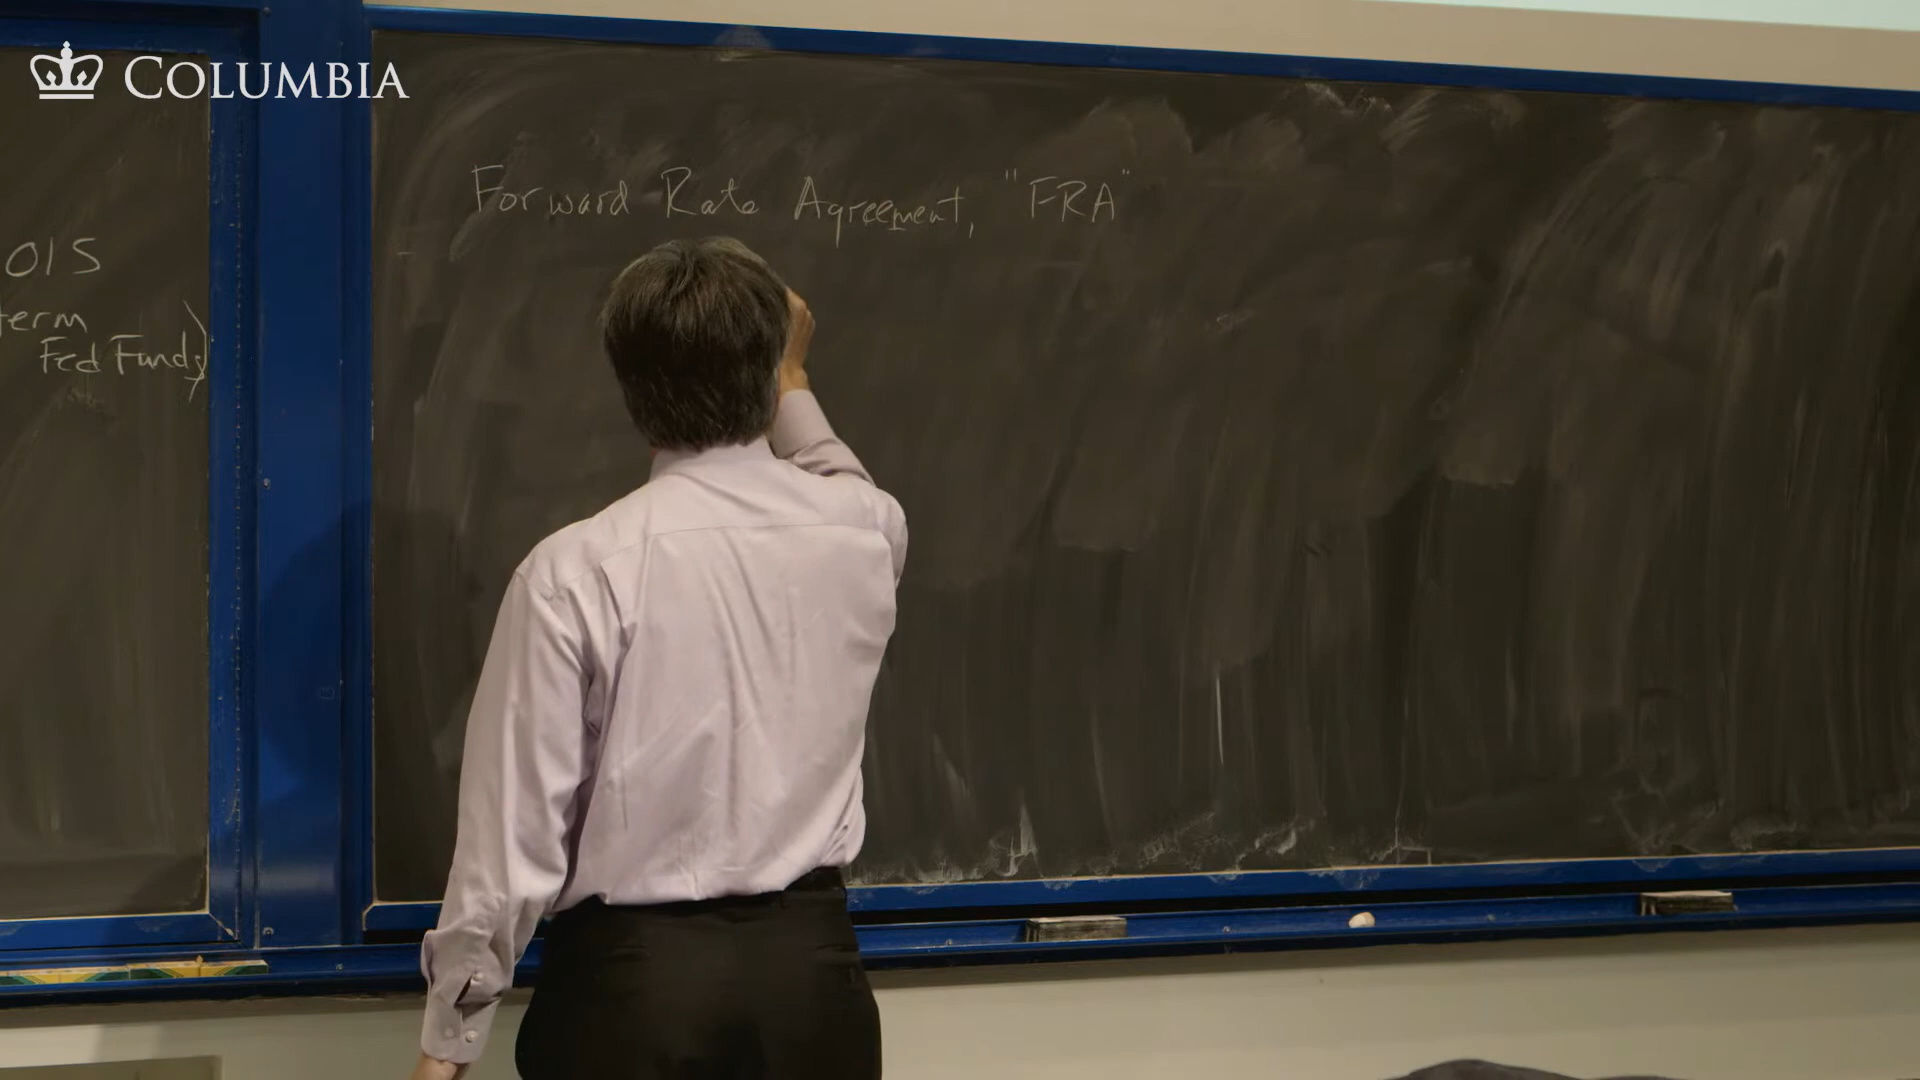 COLUMBIA
OIS
term
Fed Funds)
Forward Rate Agreement, "FRA"